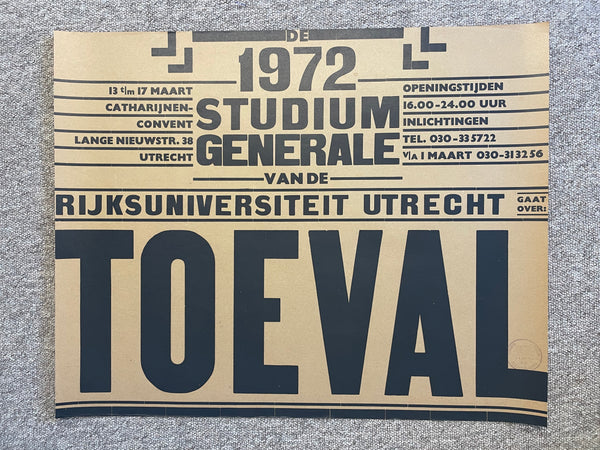 DE
1972
STUDIUM
GENERALE
VAN DE
13 t/m 17 MAART
CATHARIJNEN-
CONVENT
LANGE NIEUWSTR. 38
UTRECHT
OPENINGSTIJDEN
16.00-24.00 UUR
INLICHTINGEN
TEL. 030-335722
V/A 1 MAART 030-313256
RIJKSUNIVERSITEIT UTRECHT
GAAT
OVER:
TOEVAL